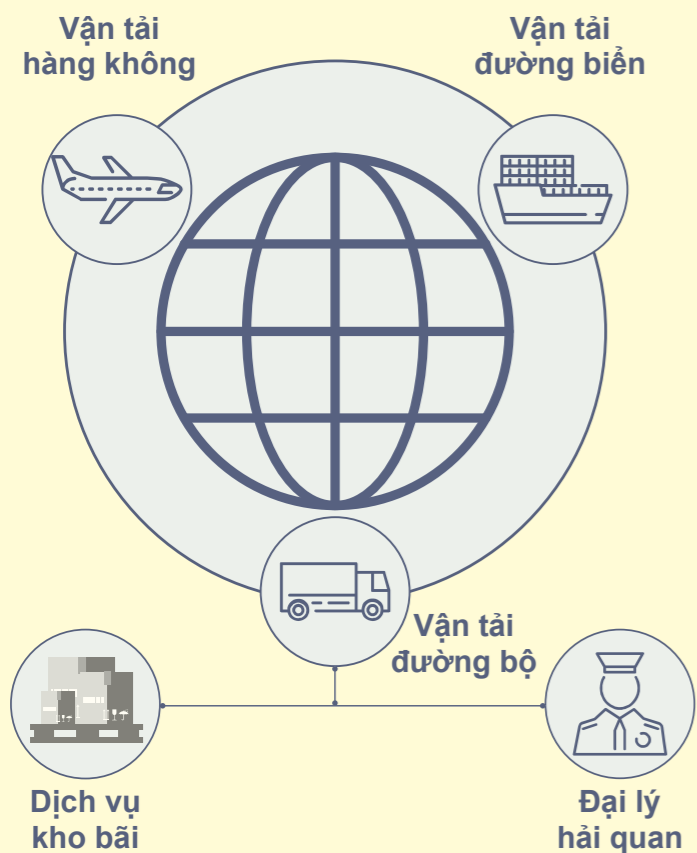 Vận tải
hàng không
Vận tải
đường biển
Vận tải
đường bộ
Dịch vụ
kho bãi
Đại lý
hải quan